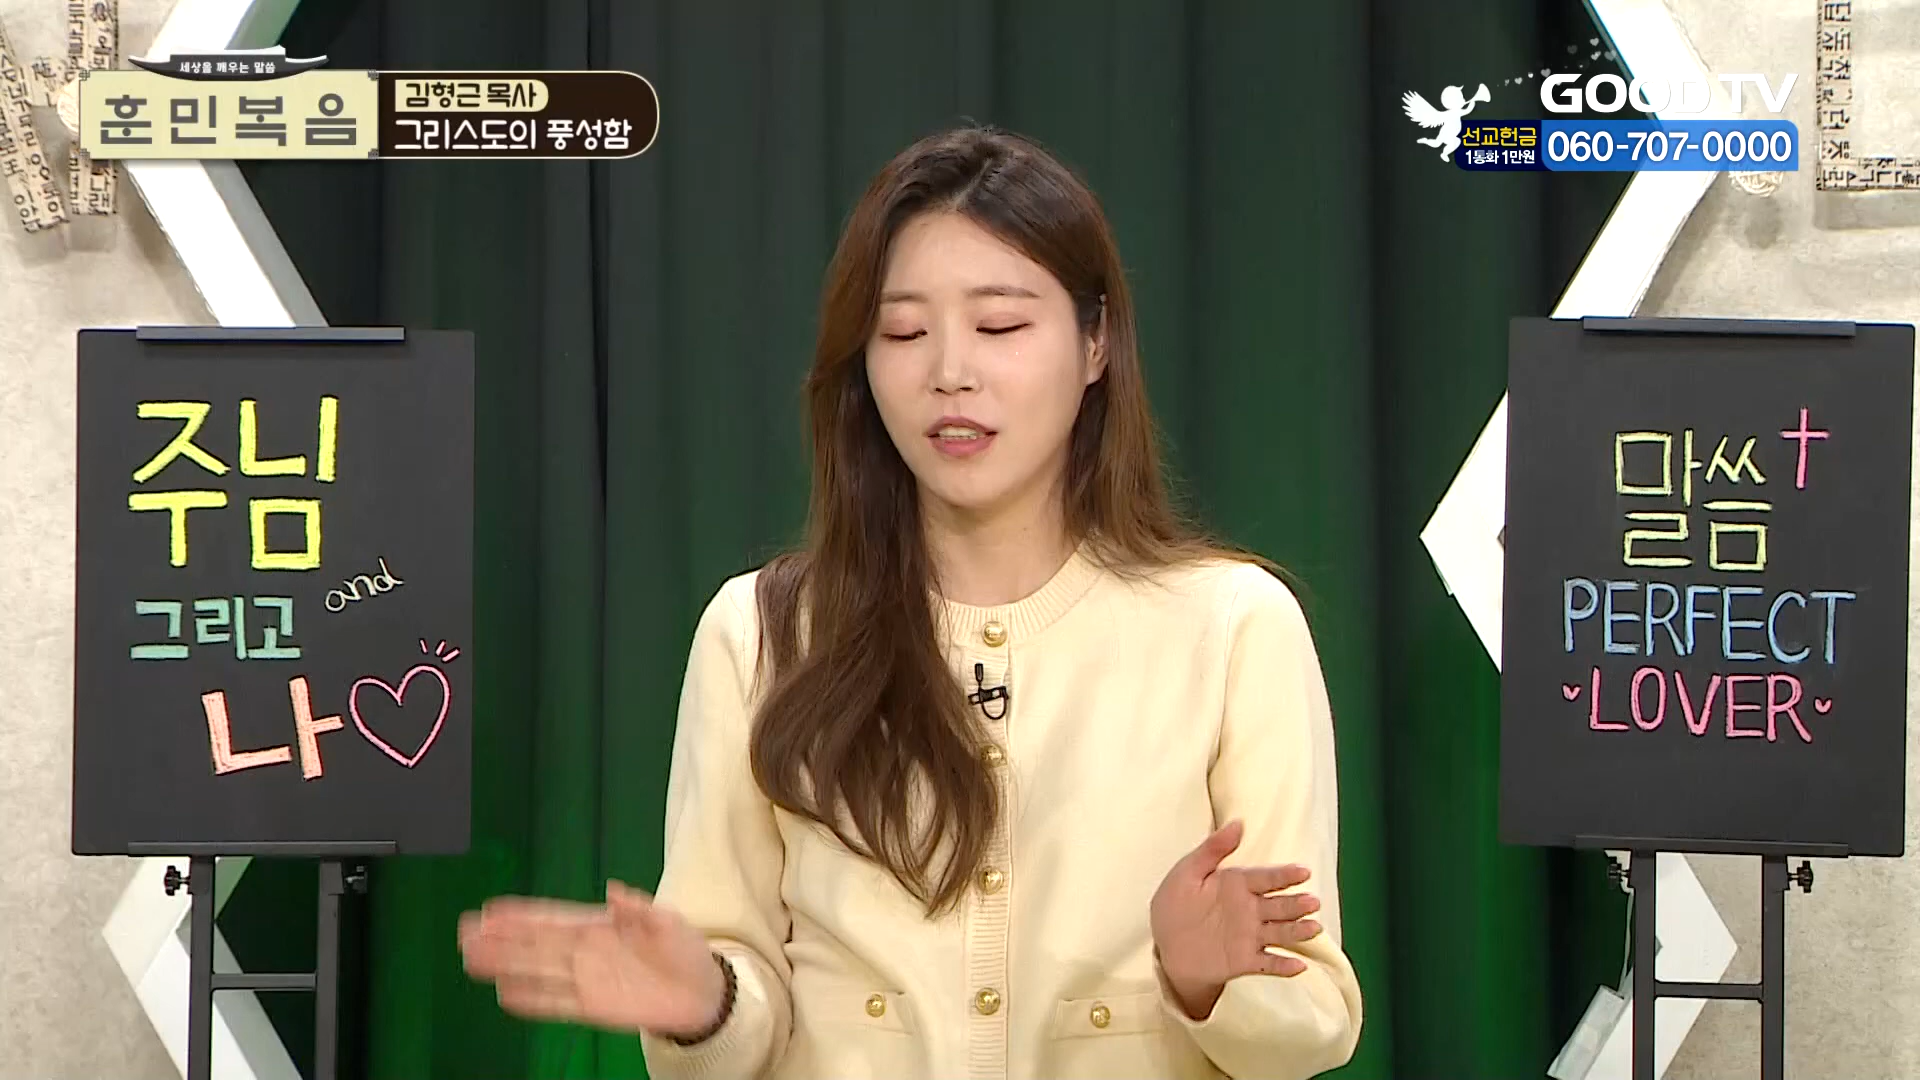 세상을 깨우는 말씀
훈민복음
김형근 목사
그리스도의 풍성함
GOODTV
선교헌금
1통화 1만원
060-707-0000
주님
그리고 and
나
말씀
PERFECT
LOVER